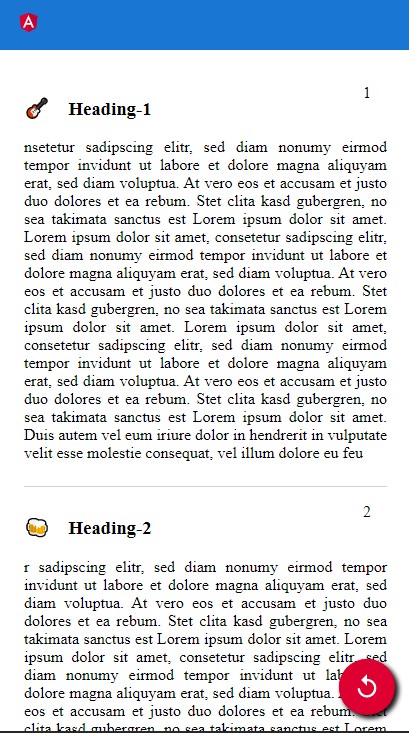 A
1
Heading-1
nsetetur sadipscing elitr, sed diam nonumy eirmod
tempor invidunt ut labore et dolore magna aliquyam
erat, sed diam voluptua. At vero eos et accusam et justo
duo dolores et ea rebum. Stet clita kasd gubergren, no
sea takimata sanctus est Lorem ipsum dolor sit amet.
Lorem ipsum dolor sit amet, consetetur sadipscing elitr,
sed diam nonumy eirmod tempor invidunt ut labore et
dolore magna aliquyam erat, sed diam voluptua. At vero
eos et accusam et justo duo dolores et ea rebum. Stet
clita kasd gubergren, no sea takimata sanctus est Lorem
ipsum dolor sit amet. Lorem ipsum dolor sit amet,
consetetur sadipscing elitr, sed diam nonumy eirmod
tempor invidunt ut labore et dolore magna aliquyam
erat, sed diam voluptua. At vero eos et accusam et justo
duo dolores et ea rebum. Stet clita kasd gubergren, no
sea takimata sanctus est Lorem ipsum dolor sit amet.
Duis autem vel eum iriure dolor in hendrerit in vulputate
velit esse molestie consequat, vel illum dolore eu feu
2
Heading-2
r sadipscing elitr, sed diam nonumy eirmod tempor
invidunt ut labore et dolore magna aliquyam erat, sed
diam voluptua. At vero eos et accusam et justo duo
dolores et ea rebum. Stet clita kasd gubergren, no sea
takimata sanctus est Lorem ipsum dolor sit amet. Lorem
ipsum dolor sit amet, consetetur sadipscing elitr, sed
diam nonumy eirmod tempor invidunt ut
dolore magna aliquyam erat, sed diam voluptua.
eos et accusam et justo duo dolores et ea rebum.
clita kasd gubergren, no sea takimata sanctus est Lorem